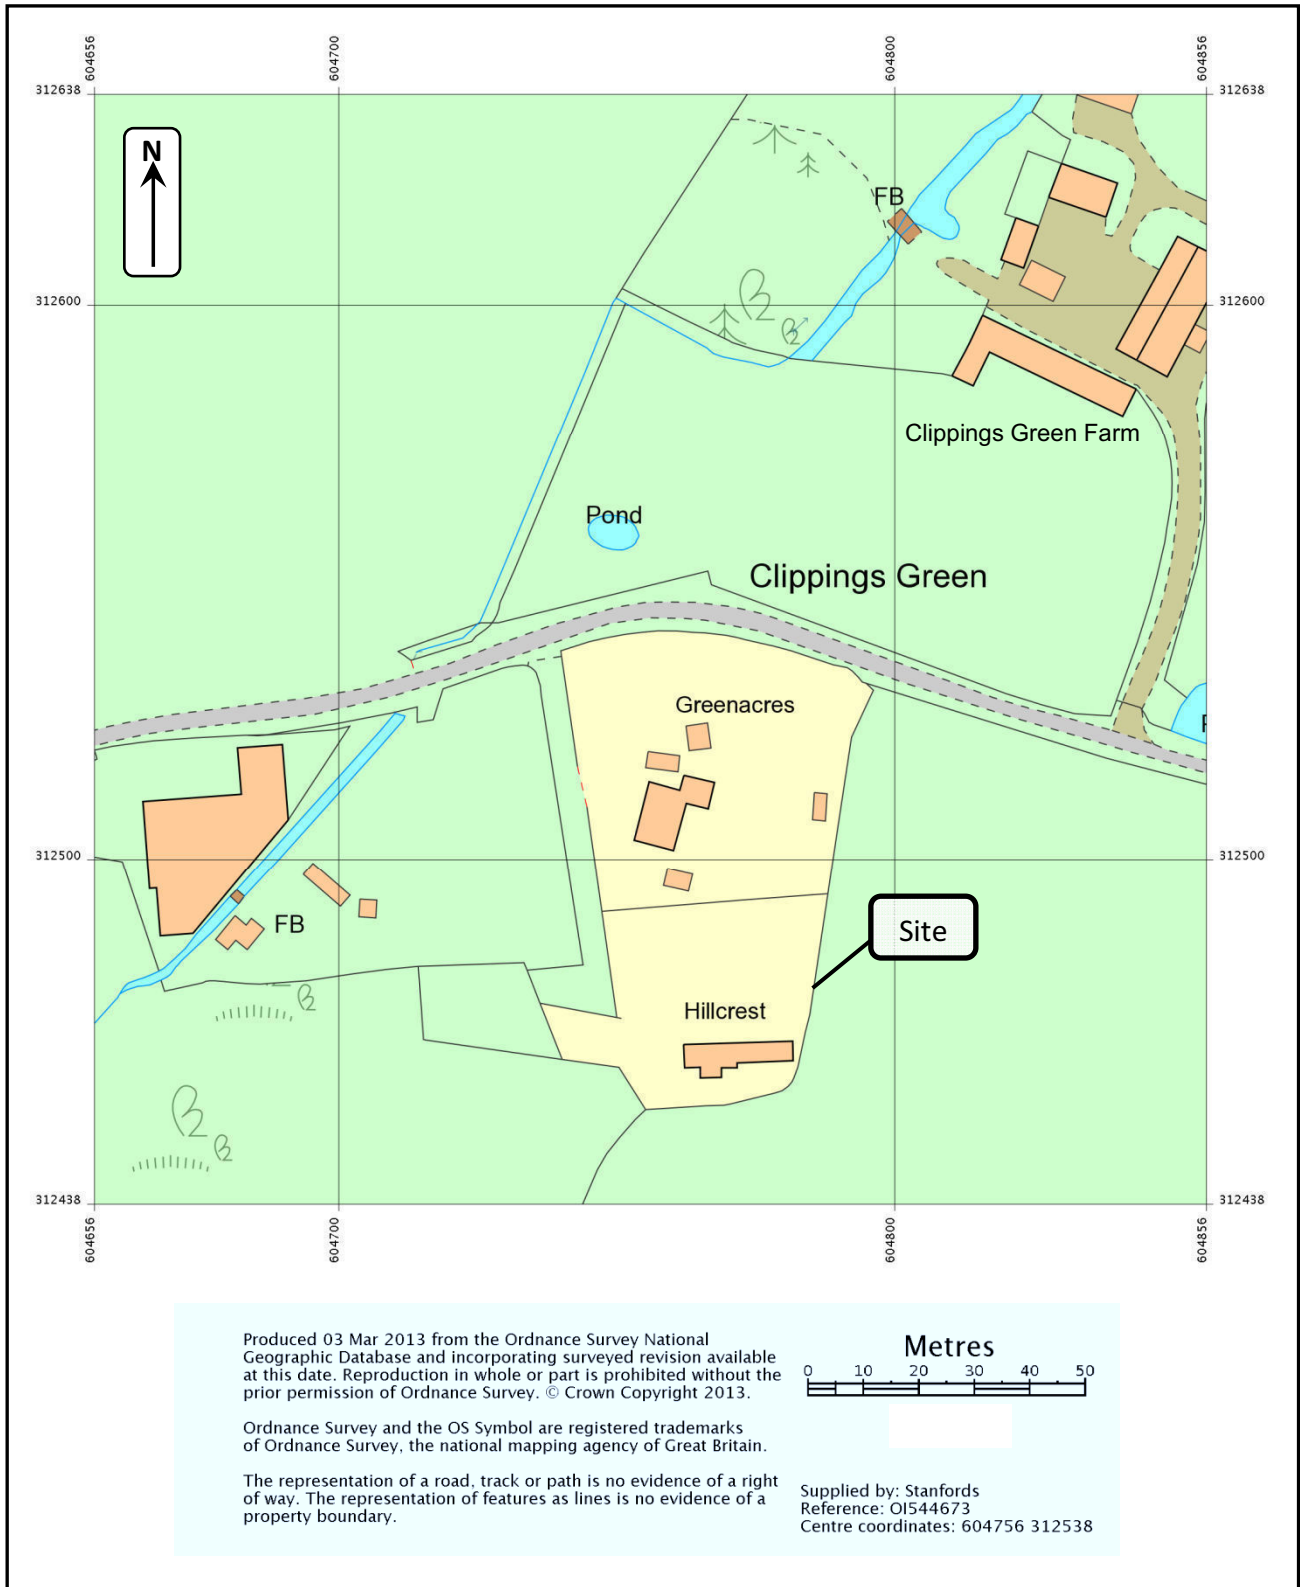 604656
604700
604800
604856
312638
312638
N
FB
312600
312600
Clippings Green Farm
Pond
Clippings Green
Greenacres
P
312500
312500
Site
FB
Hillcrest
312438
312438
604656
604700
604800
604856
Produced 03 Mar 2013 from the Ordnance Survey National
Geographic Database and incorporating surveyed revision available
at this date. Reproduction in whole or part is prohibited without the
prior permission of Ordnance Survey. © Crown Copyright 2013.
Ordnance Survey and the OS Symbol are registered trademarks
of Ordnance Survey, the national mapping agency of Great Britain.
The representation of a road, track or path is no evidence of a right
of way. The representation of features as lines is no evidence of a
property boundary.
Metres
0 10 20 30 40 50
Supplied by: Stanfords
Reference: OI544673
Centre coordinates: 604756 312538